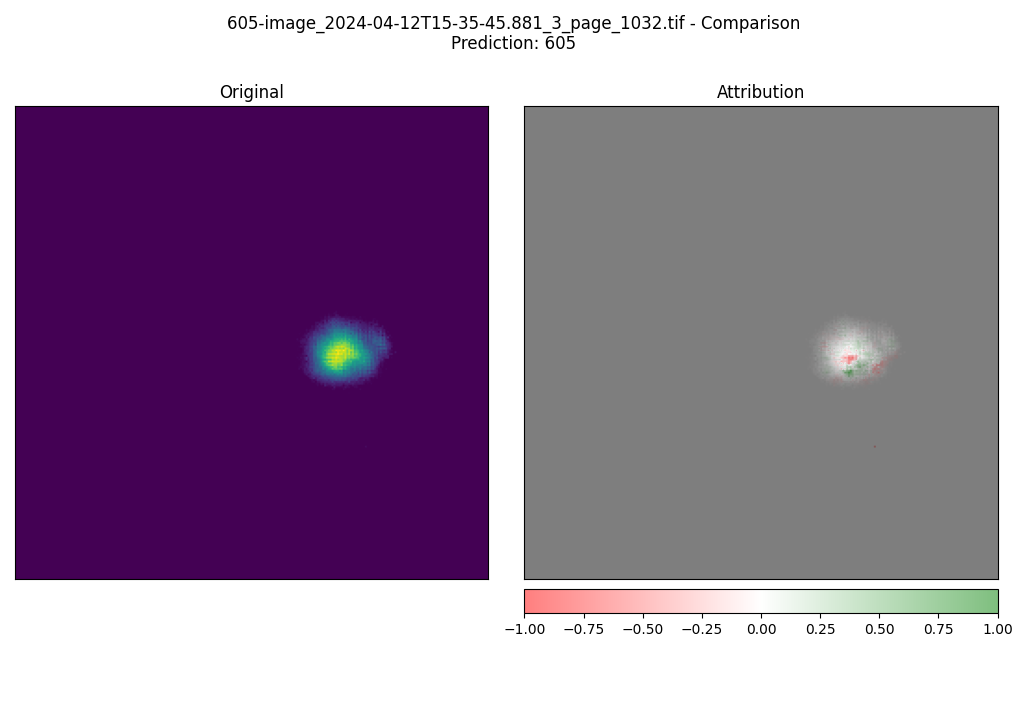 605-image_2024-04-12T15-35-45.881_3_page_1032.tif - Comparison
Prediction: 605
Original
Attribution
−1.00 −0.75 −0.50 −0.25 0.00 0.25 0.50 0.75 1.00